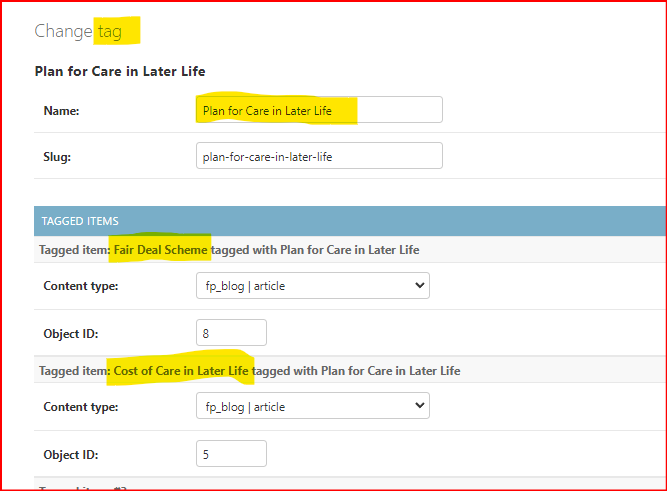 Change tag
Plan for Care in Later Life
Name: Plan for Care in Later Life
Slug: plan-for-care-in-later-life
TAGGED ITEMS
Tagged item: Fair Deal Scheme tagged with Plan for Care in Later Life
Content type: fp_blog | article
Object ID: 8
Tagged item: Cost of Care in Later Life tagged with Plan for Care in Later Life
Content type: fp_blog | article
Object ID: 5